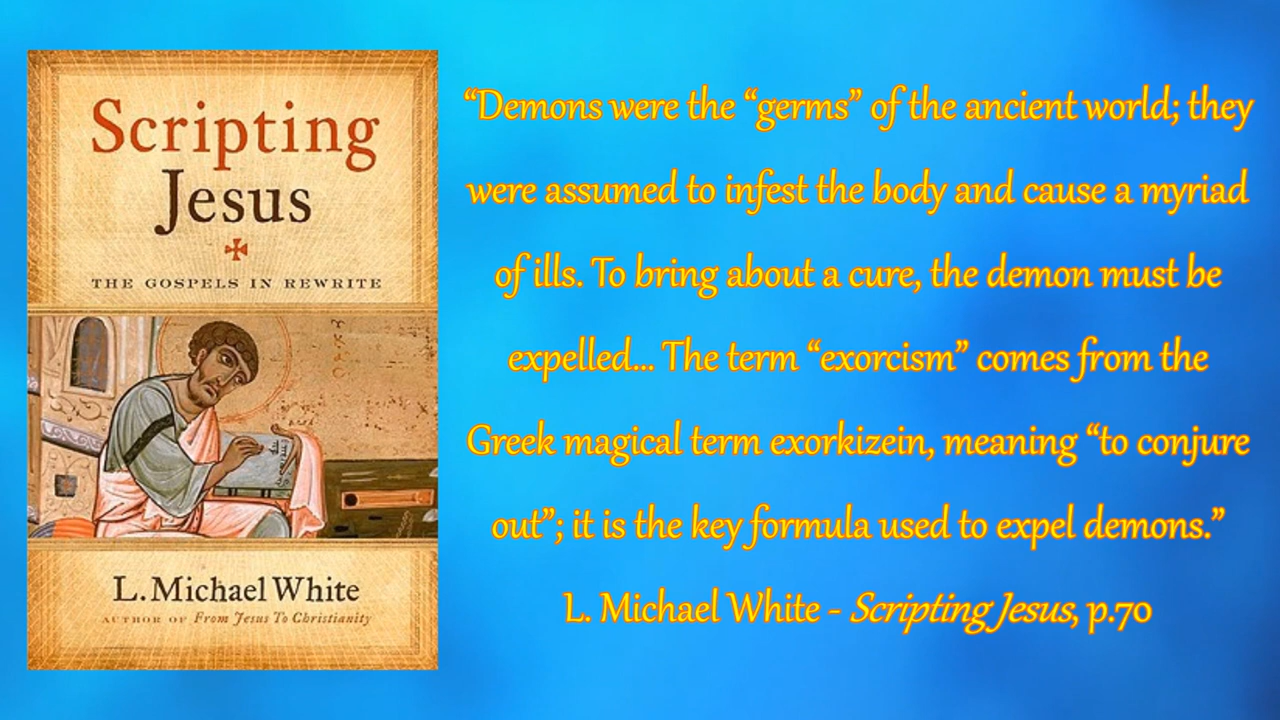 Scripting
Jesus
THE GOSPELS IN REWRITE
L. Michael White
AUTHOR OF From Jesus To Christianity
“Demons were the “germs” of the ancient world; they
were assumed to infest the body and cause a myriad
of ills. To bring about a cure, the demon must be
expelled... The term “exorcism” comes from the
Greek magical term exorkizein, meaning “to conjure
out”; it is the key formula used to expel demons.”
L. Michael White - Scripting Jesus, p.70